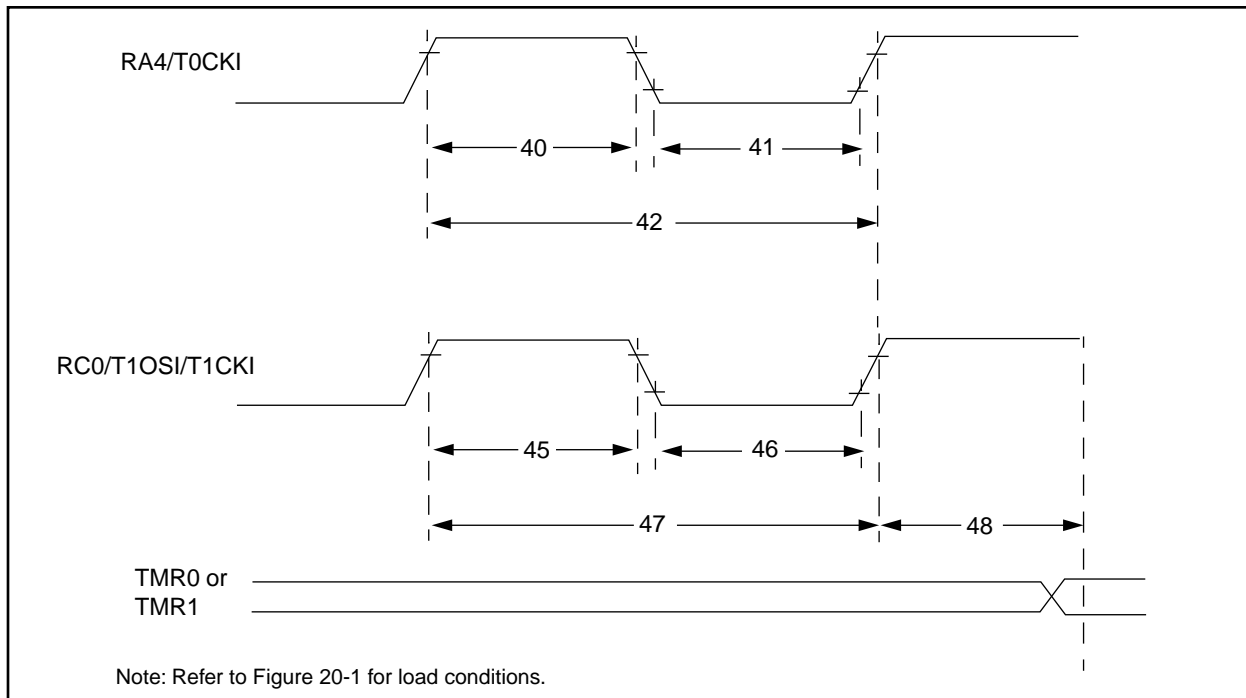 RA4/T0CKI
40
41
42
RC0/T1OSI/T1CKI
45
46
47
48
TMR0 or
TMR1
Note: Refer to Figure 20-1 for load conditions.